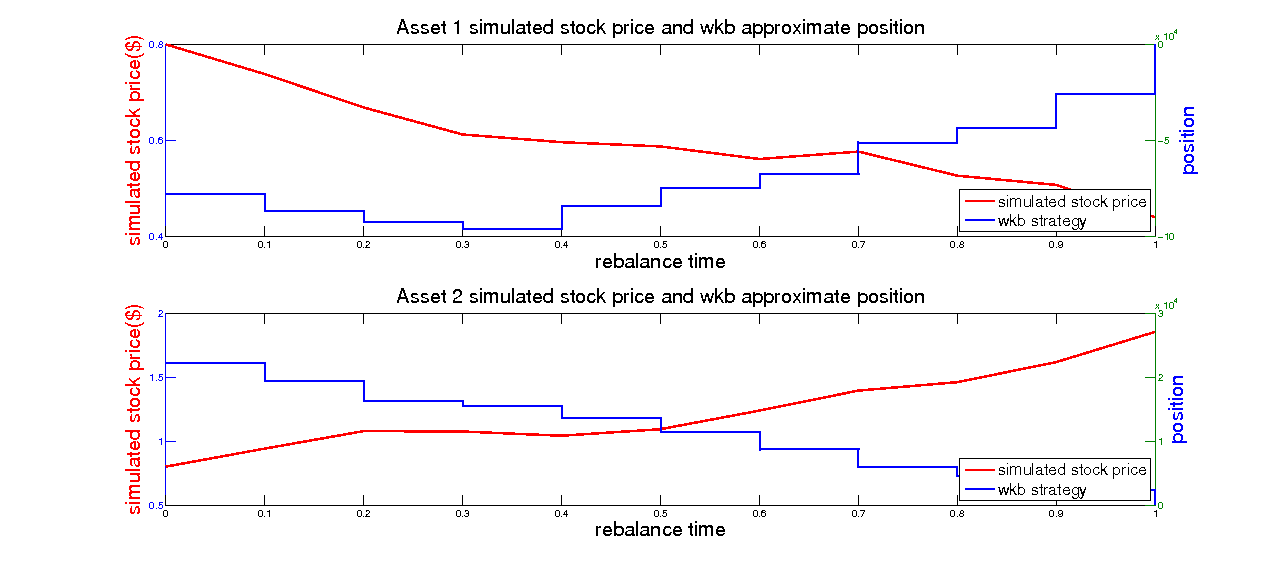 Asset 1 simulated stock price and wkb approximate position
simulated stock price($)
0.8
0.6
0.4
x 10^4
0
−5
−10
position
simulated stock price
wkb strategy
0 0.1 0.2 0.3 0.4 0.5 0.6 0.7 0.8 0.9 1
rebalance time
Asset 2 simulated stock price and wkb approximate position
simulated stock price($)
2
1.5
1
0.5
x 10^4
3
2
1
0
position
simulated stock price
wkb strategy
0 0.1 0.2 0.3 0.4 0.5 0.6 0.7 0.8 0.9 1
rebalance time